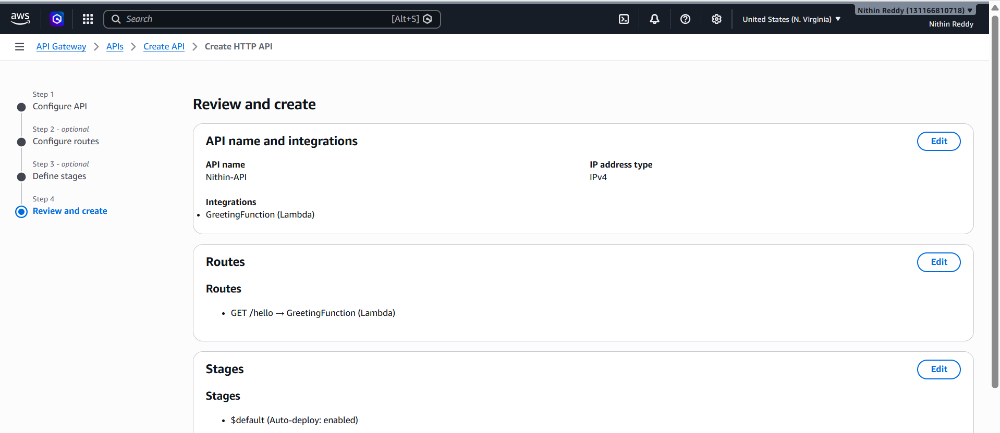 aws
Search [Alt+S]
United States (N. Virginia) ▼
Nithin Reddy (131166810718) ▼
Nithin Reddy
API Gateway > APIs > Create API > Create HTTP API
Step 1
Configure API
Step 2 - optional
Configure routes
Step 3 - optional
Define stages
Step 4
Review and create
Review and create
API name and integrations
Edit
API name
Nithin-API
IP address type
IPv4
Integrations
• GreetingFunction (Lambda)
Routes
Edit
Routes
• GET /hello → GreetingFunction (Lambda)
Stages
Edit
Stages
• $default (Auto-deploy: enabled)